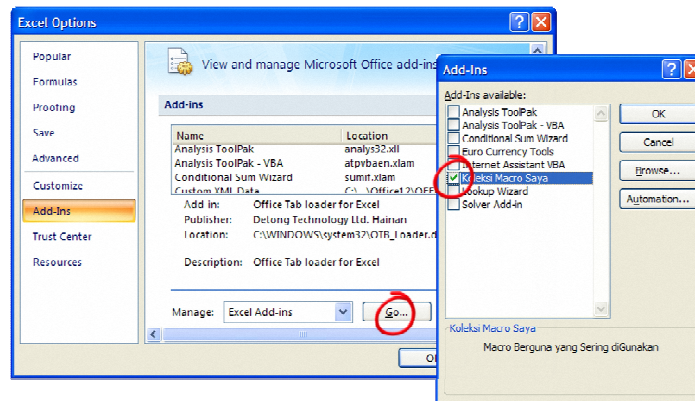 Excel Options
Popular
Formulas
Proofing
Save
Advanced
Customize
Add-Ins
Trust Center
Resources
View and manage Microsoft Office add-ins
Add-ins
Name Location
Analysis ToolPak analys32.xll
Analysis ToolPak - VBA atpvbaen.xlam
Conditional Sum Wizard sumif.xlam
Custom XML Data C:\...\Office12\OFF
Add in: Office Tab loader for Excel
Publisher: Detong Technology Ltd. Hainan
Location: C:\WINDOWS\system32\OTB_Loader.d
Description: Office Tab loader for Excel
Manage: Excel Add-ins Go...
Add-Ins
Add-Ins available:
Analysis ToolPak
Analysis ToolPak - VBA
Conditional Sum Wizard
Euro Currency Tools
Internet Assistant VBA
Koleksi Macro Saya
Lookup Wizard
Solver Add-in
OK
Cancel
Browse...
Automation...
Koleksi Macro Saya
Macro Berguna yang Sering diGunakan